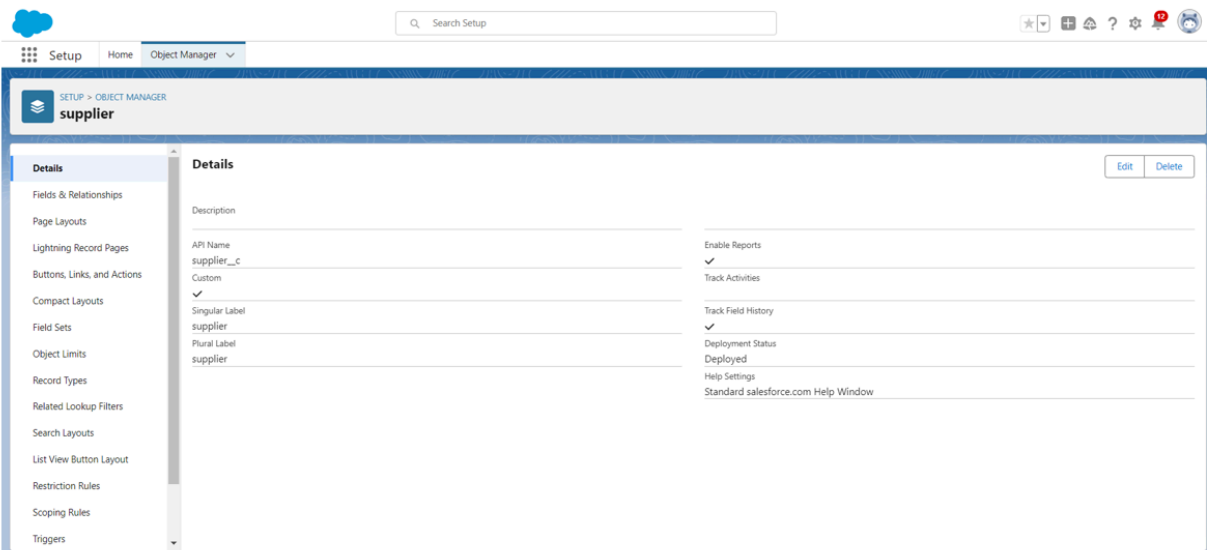 Search Setup
12
Setup
Home
Object Manager
SETUP > OBJECT MANAGER
supplier
Details
Fields & Relationships
Page Layouts
Lightning Record Pages
Buttons, Links, and Actions
Compact Layouts
Field Sets
Object Limits
Record Types
Related Lookup Filters
Search Layouts
List View Button Layout
Restriction Rules
Scoping Rules
Triggers
Details
Edit
Delete
Description
API Name
supplier__c
Custom
Singular Label
supplier
Plural Label
supplier
Enable Reports
Track Activities
Track Field History
Deployment Status
Deployed
Help Settings
Standard salesforce.com Help Window